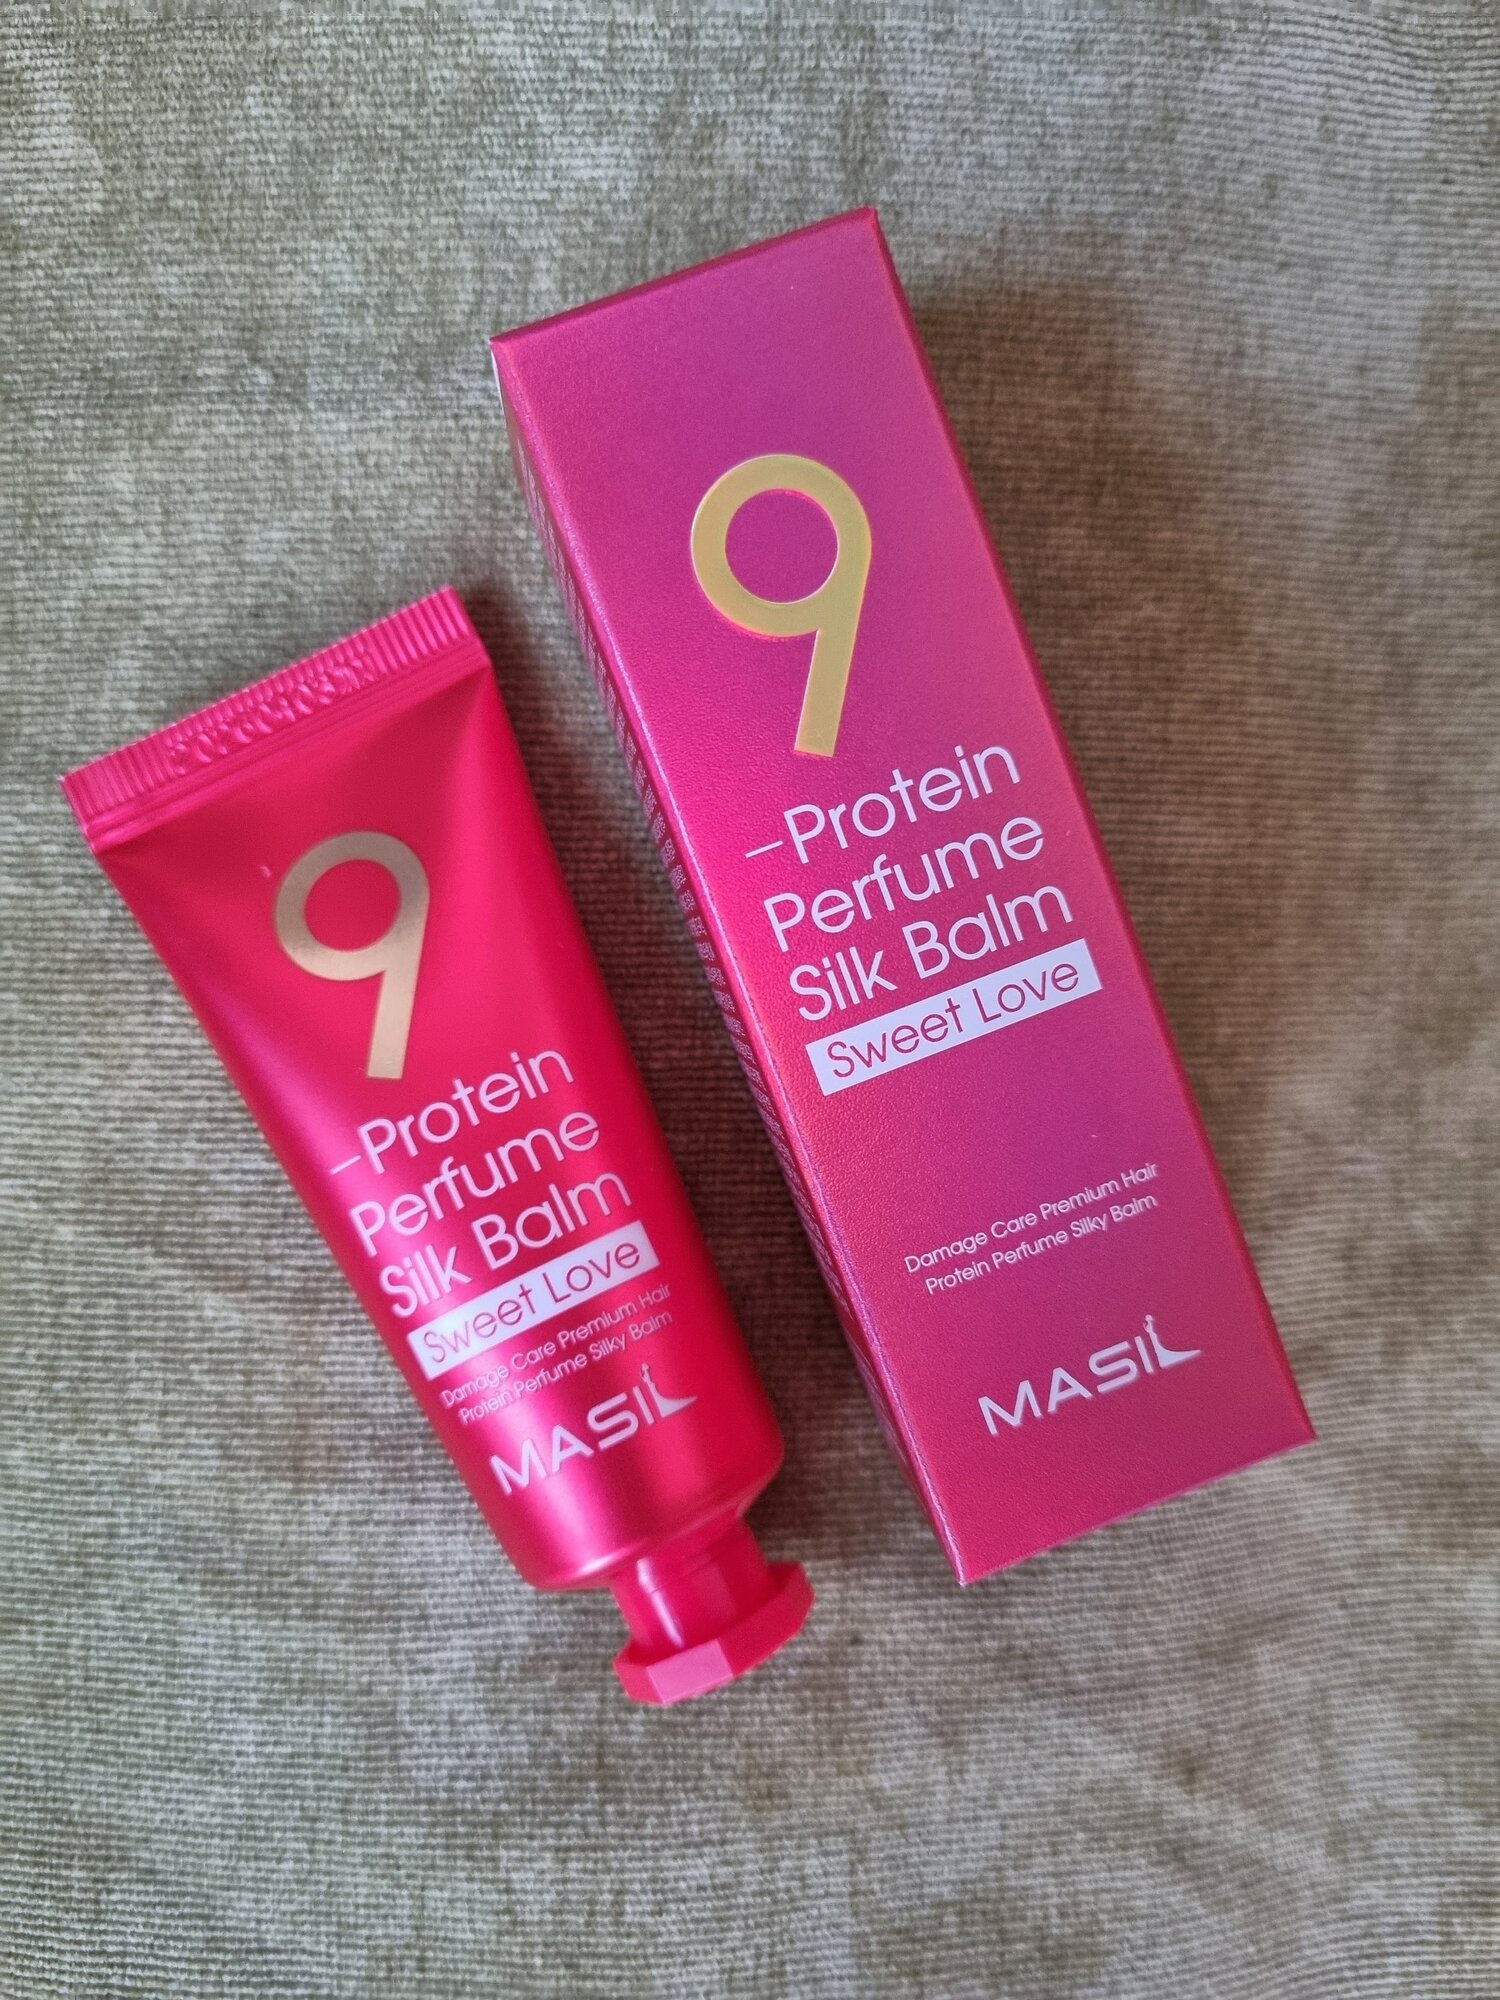 9
–Protein
Perfume
Silk Balm
Sweet Love
Damage Care Premium Hair
Protein Perfume Silky Balm
MASIL
9
–Protein
Perfume
Silk Balm
Sweet Love
Damage Care Premium Hair
Protein Perfume Silky Balm
MASIL